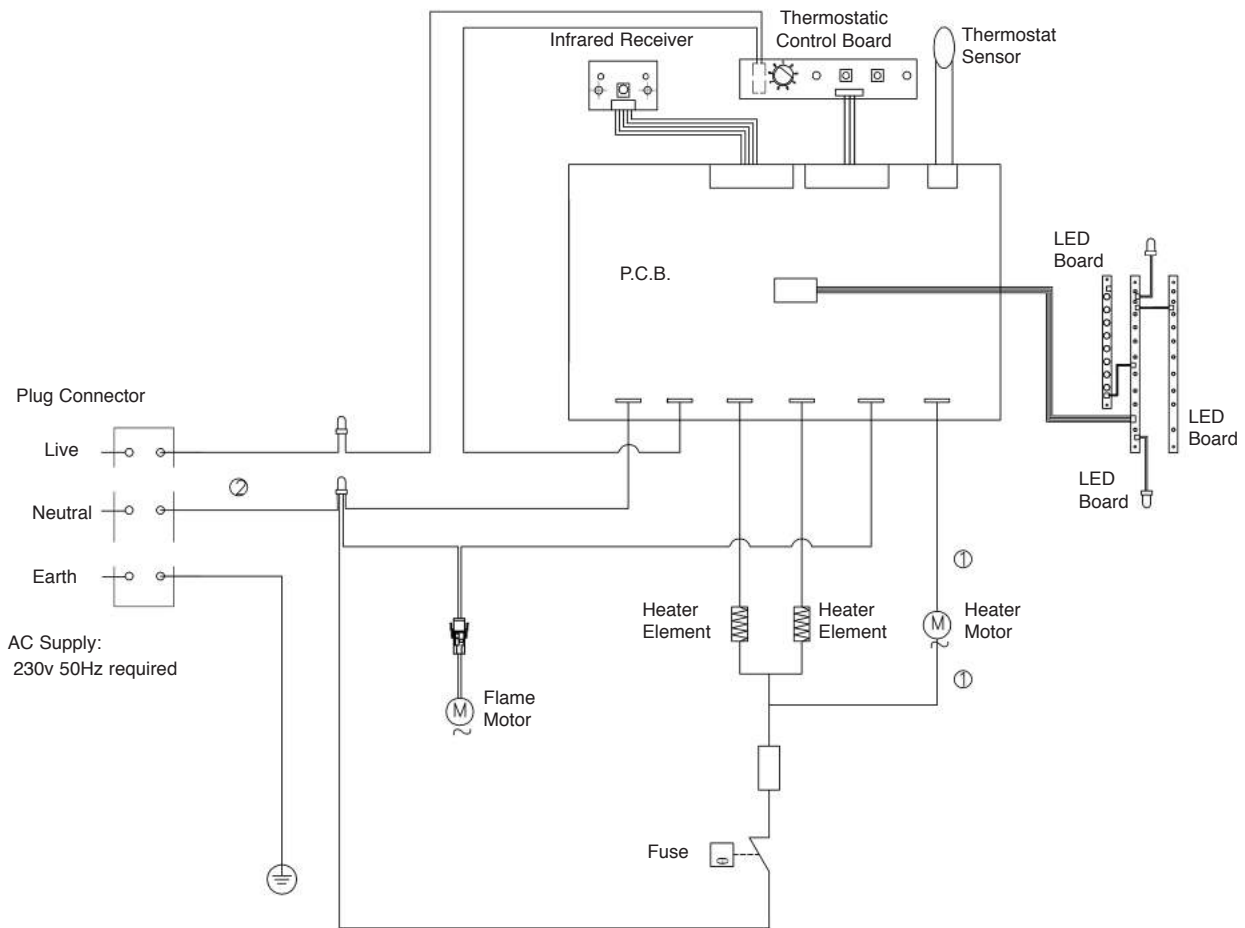 Infrared Receiver
Thermostatic
Control Board
Thermostat
Sensor
P.C.B.
LED
Board
LED
Board
LED
Board
Plug Connector
Live
②
Neutral
Earth
AC Supply:
230v 50Hz required
Heater
Element
Heater
Element
①
M
Heater
Motor
①
M
Flame
Motor
Fuse